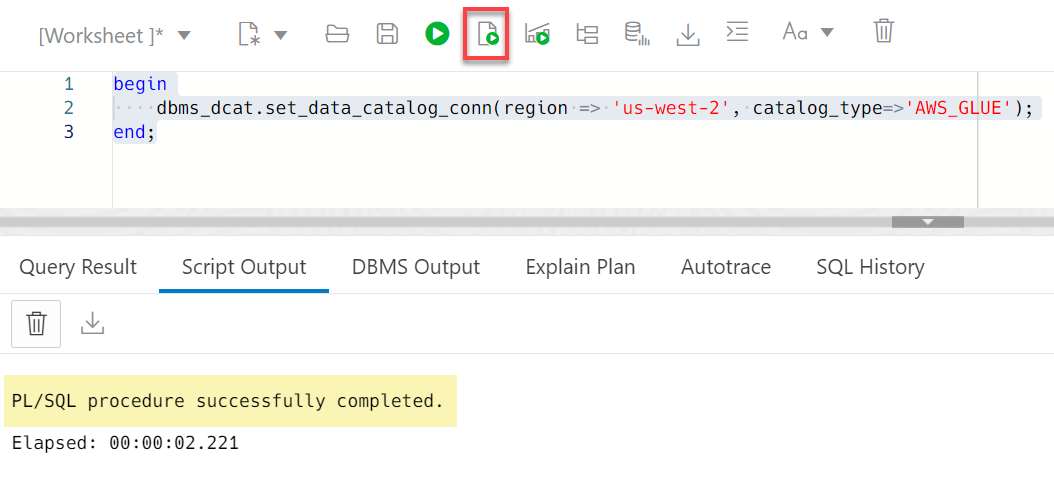 [Worksheet ]*
Aa
1 begin
2 dbms_dcat.set_data_catalog_conn(region => 'us-west-2', catalog_type=>'AWS_GLUE');
3 end;
Query Result Script Output DBMS Output Explain Plan Autotrace SQL History
PL/SQL procedure successfully completed.
Elapsed: 00:00:02.221